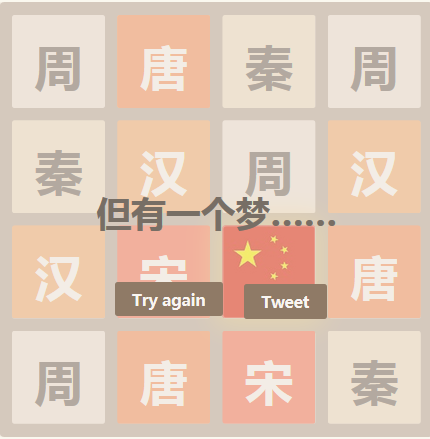 周 唐 秦 周
秦 汉 周 汉
但有一个梦……
汉 宋 唐
Try again Tweet
周 唐 宋 秦